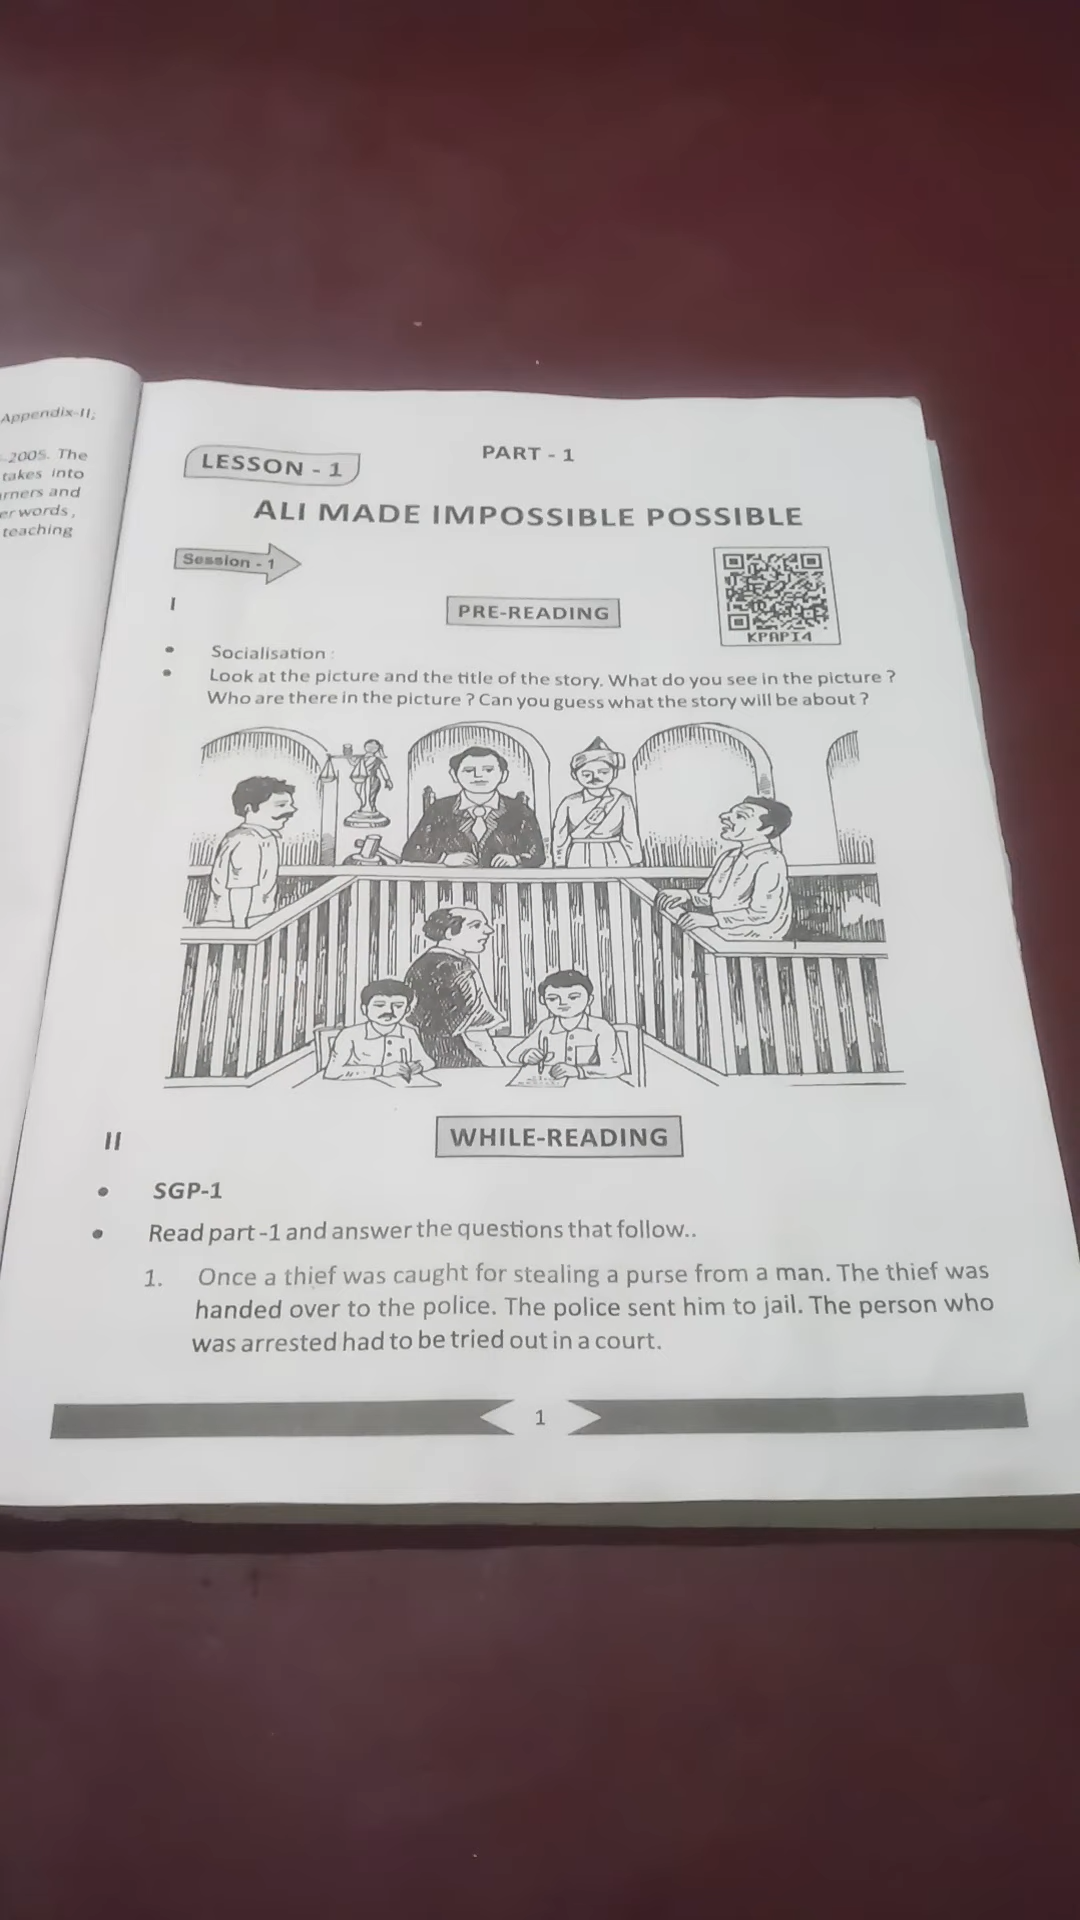 Appendix-II,
2005. The
takes into
rners and
er words,
teaching
PART - 1
LESSON - 1
ALI MADE IMPOSSIBLE POSSIBLE
Session - 1
KPAPI4
I
PRE-READING
• Socialisation :
• Look at the picture and the title of the story. What do you see in the picture ?
Who are there in the picture ? Can you guess what the story will be about ?
II
WHILE-READING
• SGP-1
• Read part -1 and answer the questions that follow..
1. Once a thief was caught for stealing a purse from a man. The thief was
handed over to the police. The police sent him to jail. The person who
was arrested had to be tried out in a court.
1